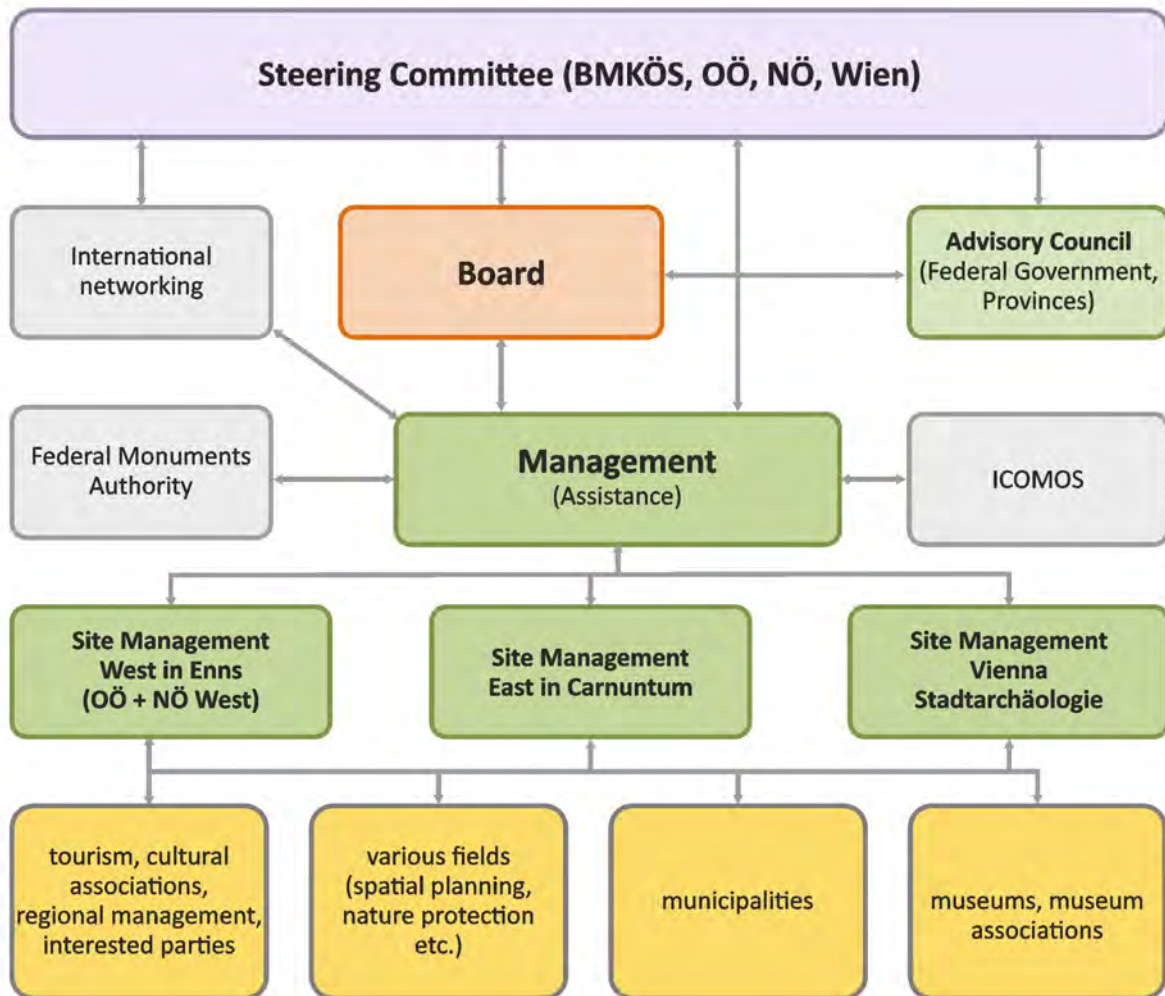 Steering Committee (BMKÖS, OÖ, NÖ, Wien)
International
networking
Board
Advisory Council
(Federal Government,
Provinces)
Federal Monuments
Authority
Management
(Assistance)
ICOMOS
Site Management
West in Enns
(OÖ + NÖ West)
Site Management
East in Carnuntum
Site Management
Vienna
Stadtarchäologie
tourism, cultural
associations,
regional management,
interested parties
various fields
(spatial planning,
nature protection
etc.)
municipalities
museums, museum
associations